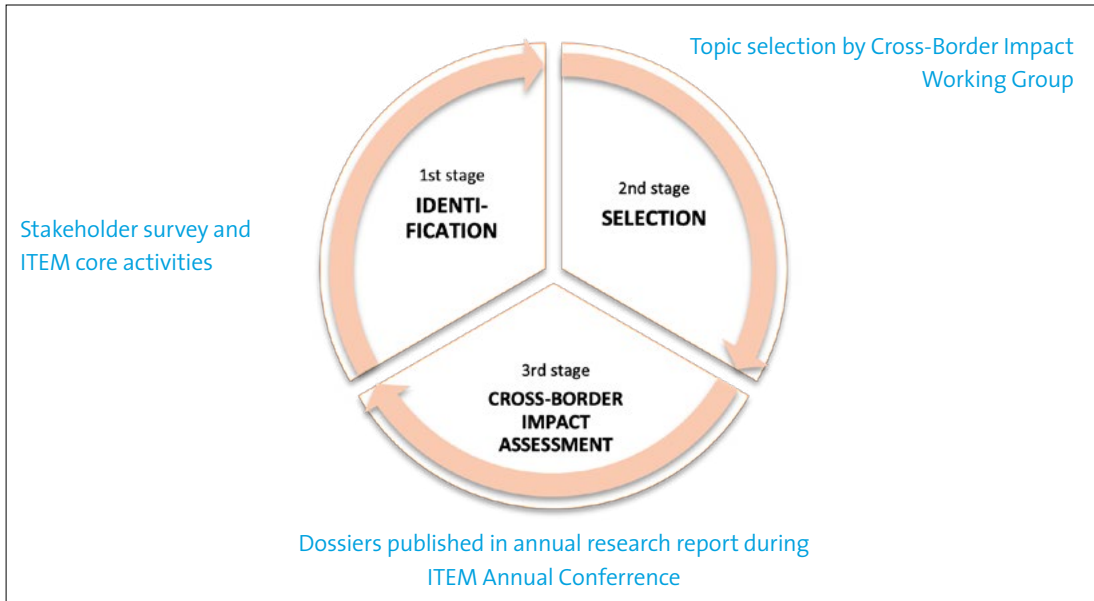 Topic selection by Cross-Border Impact
Working Group
1st stage
IDENTI-
FICATION
2nd stage
SELECTION
Stakeholder survey and
ITEM core activities
3rd stage
CROSS-BORDER
IMPACT
ASSESSMENT
Dossiers published in annual research report during
ITEM Annual Conferrence